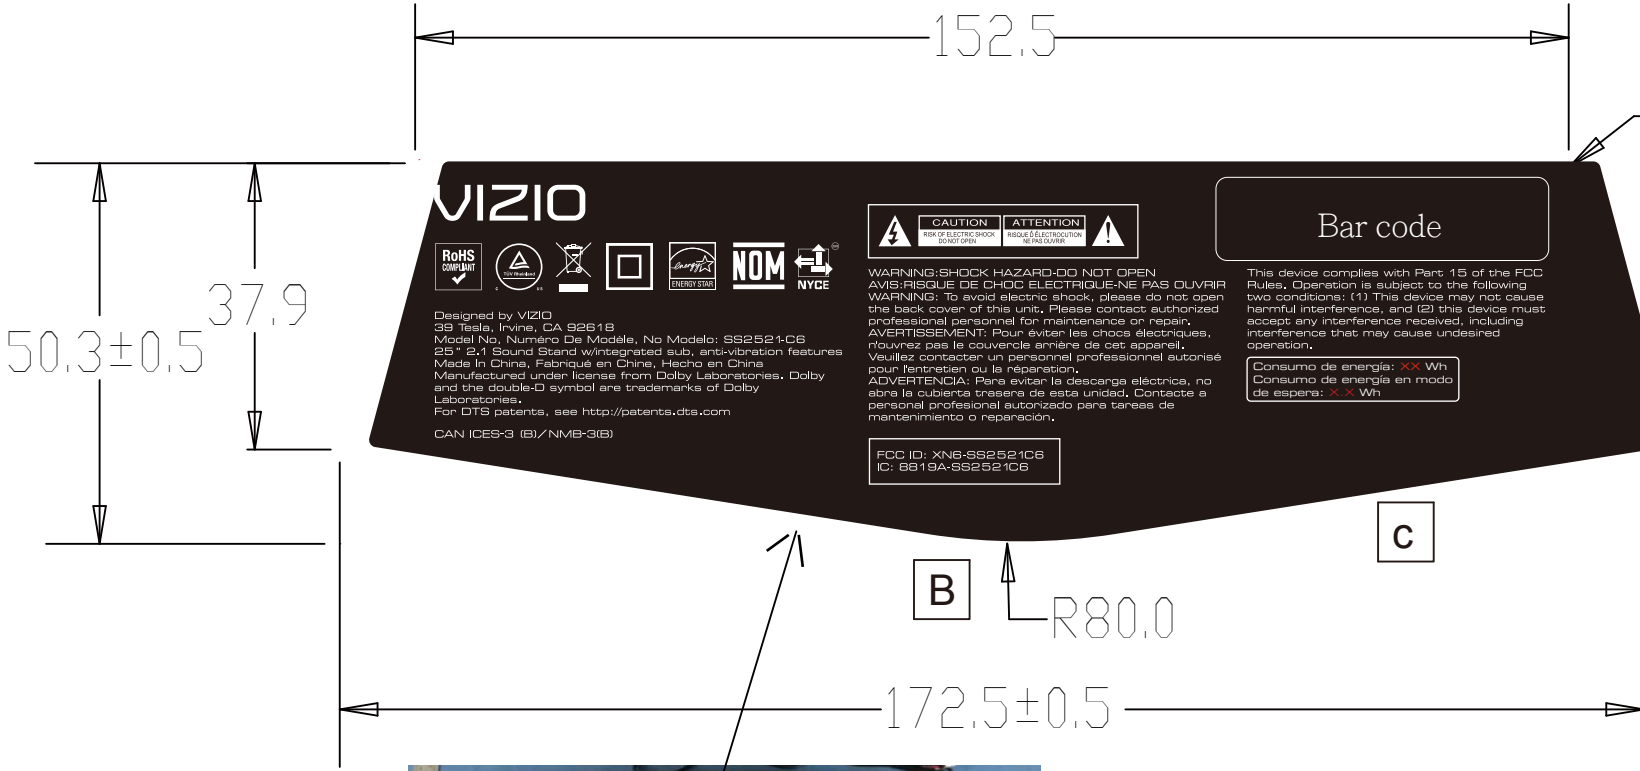 152.5
50.3±0.5
37.9
VIZIO
RoHS
COMPLIANT
TÜV Rheinland
C US
energy
ENERGY STAR
NOM
NYCE
Designed by VIZIO
39 Tesla, Irvine, CA 92618
Model No, Numéro De Modéle, No Modelo: SS2521-C6
25" 2.1 Sound Stand w/integrated sub, anti-vibration features
Made In China, Fabriqué en Chine, Hecho en China
Manufactured under license from Dolby Laboratories. Dolby
and the double-D symbol are trademarks of Dolby
Laboratories.
For DTS patents, see http://patents.dts.com
CAN ICES-3 (B)/NMB-3(B)
CAUTION
RISK OF ELECTRIC SHOCK
DO NOT OPEN
ATTENTION
RISQUE D ÉLECTROCUTION
NE PAS OUVRIR
WARNING:SHOCK HAZARD-DO NOT OPEN
AVIS:RISQUE DE CHOC ELECTRIQUE-NE PAS OUVRIR
WARNING: To avoid electric shock, please do not open
the back cover of this unit. Please contact authorized
professional personnel for maintenance or repair.
AVERTISSEMENT: Pour éviter les chocs électriques,
n'ouvrez pas le couvercle arrière de cet appareil.
Veuillez contacter un personnel professionnel autorisé
pour l'entretien ou la réparation.
ADVERTENCIA: Para evitar la descarga eléctrica, no
abra la cubierta trasera de esta unidad. Contacte a
personal profesional autorizado para tareas de
mantenimiento o reparación.
FCC ID: XN6-SS2521C6
IC: 8819A-SS2521C6
Bar code
This device complies with Part 15 of the FCC
Rules. Operation is subject to the following
two conditions: (1) This device may not cause
harmful interference, and (2) this device must
accept any interference received, including
interference that may cause undesired
operation.
Consumo de energía: XX Wh
Consumo de energía en modo
de espera: X.X Wh
B
C
R80.0
172.5±0.5